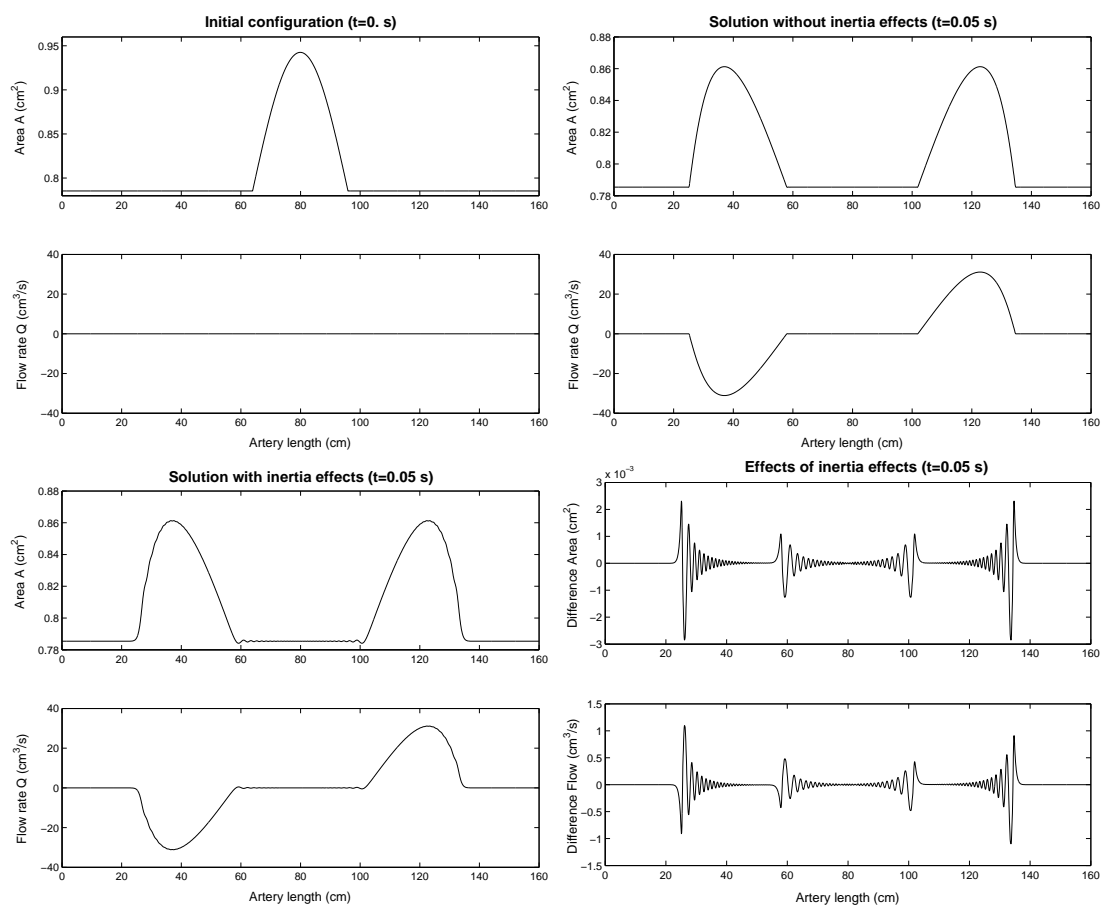 Initial configuration (t=0. s)
Area A (cm²)
0.95
0.9
0.85
0.8
0 20 40 60 80 100 120 140 160
Flow rate Q (cm³/s)
40
20
0
−20
−40
0 20 40 60 80 100 120 140 160
Artery length (cm)
Solution without inertia effects (t=0.05 s)
Area A (cm²)
0.88
0.86
0.84
0.82
0.8
0.78
0 20 40 60 80 100 120 140 160
Flow rate Q (cm³/s)
40
20
0
−20
−40
0 20 40 60 80 100 120 140 160
Artery length (cm)
Solution with inertia effects (t=0.05 s)
Area A (cm²)
0.88
0.86
0.84
0.82
0.8
0.78
0 20 40 60 80 100 120 140 160
Flow rate Q (cm³/s)
40
20
0
−20
−40
0 20 40 60 80 100 120 140 160
Artery length (cm)
Effects of inertia effects (t=0.05 s)
x 10⁻³
Difference Area (cm²)
3
2
1
0
−1
−2
−3
0 20 40 60 80 100 120 140 160
Difference Flow (cm³/s)
1.5
1
0.5
0
−0.5
−1
−1.5
0 20 40 60 80 100 120 140 160
Artery length (cm)